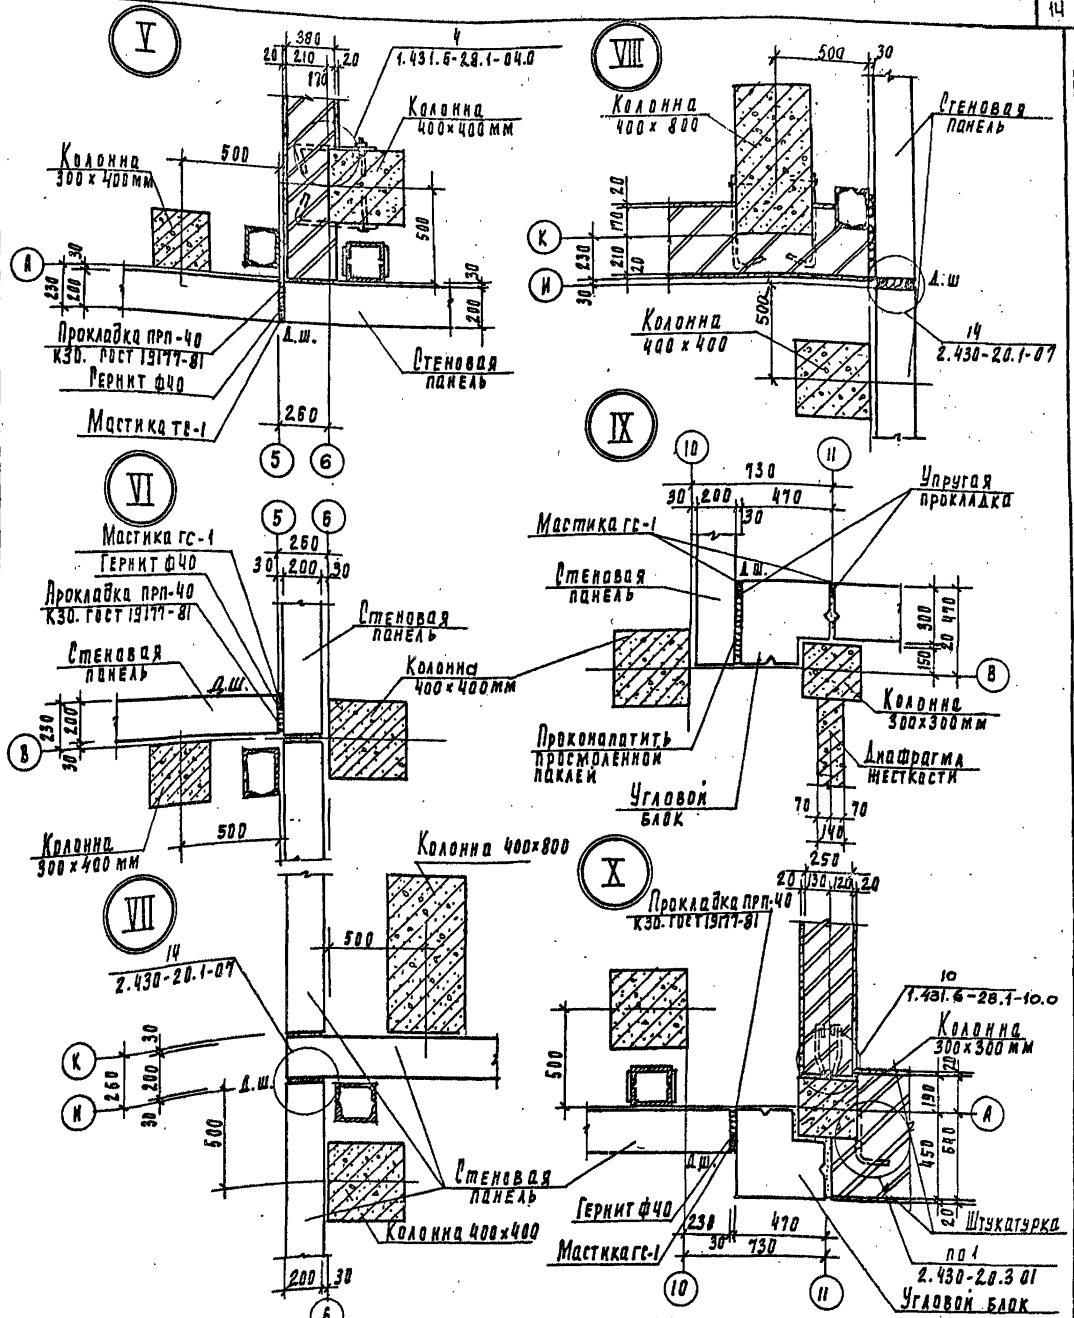 14
V
380
20 210 20
170
4
1.431.6-28.1-04.0
Колонна
400×400 мм
Колонна
300×400 мм
500
500
А
230
200
30
30
200
Прокладка ПРП-40
К30. ГОСТ 19177-81
Гернит ф40
Мастика ТГ-1
Д.Ш.
Стеновая
панель
260
5
6
VIII
500
30
Колонна
400×800
Стеновая
панель
20
170
210
20
230
30
К
И
Д.Ш
500
Колонна
400×400
14
2.430-20.1-07
VI
5
6
260
30 200 30
Мастика ГС-1
Гернит ф40
Прокладка ПРП-40
К30. ГОСТ 19177-81
Стеновая
панель
Стеновая
панель
Д.Ш.
230
200
30
В
Колонна
400×400мм
500
Колонна
300×400 мм
IX
10
11
730
30 200 470
30
Упругая
прокладка
Мастика ГС-1
Д.Ш.
Стеновая
панель
300
470
20
150
В
Колонна
300×300мм
Проконопатить
просмоленной
паклей
Диафрагма
жесткости
Угловой
блок
70
70
140
VII
Колонна 400×800
500
14
2.430-20.1-07
К
И
30
200
260
30
Д.Ш.
500
Стеновая
панель
Колонна 400×400
200
30
6
X
250
20 130 120 20
Прокладка ПРП-40
К30. ГОСТ 19177-81
10
1.431.6-28.1-10.0
Колонна
300×300 мм
500
20
190
А
450
640
20
Д.Ш.
Гернит ф40
Мастика ГС-1
230
470
30
730
10
11
Штукатурка
по 1
2.430-20.3 01
Угловой блок